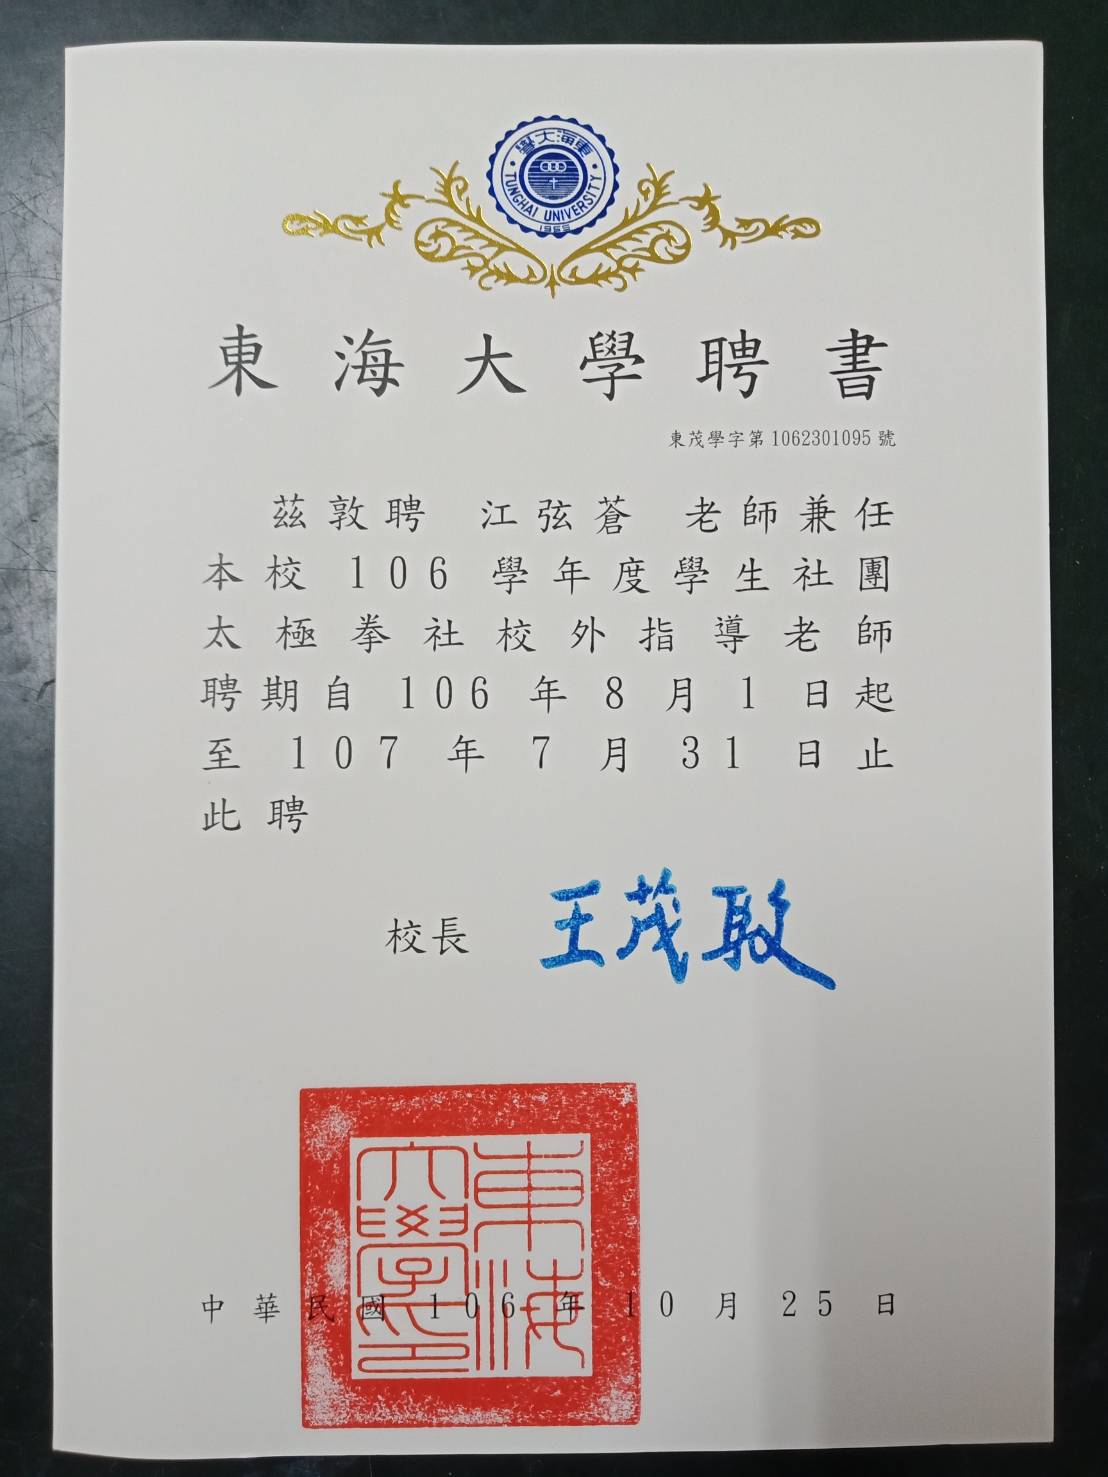 東海大學
TUNGHAI UNIVERSITY
1955
東海大學聘書
東茂學字第1062301095號
茲敦聘 江弦蒼 老師兼任
本校106學年度學生社團
太極拳社校外指導老師
聘期自106年8月1日起
至107年7月31日止
此聘
校長 王茂駿
東海大學印
中華民國106年10月25日